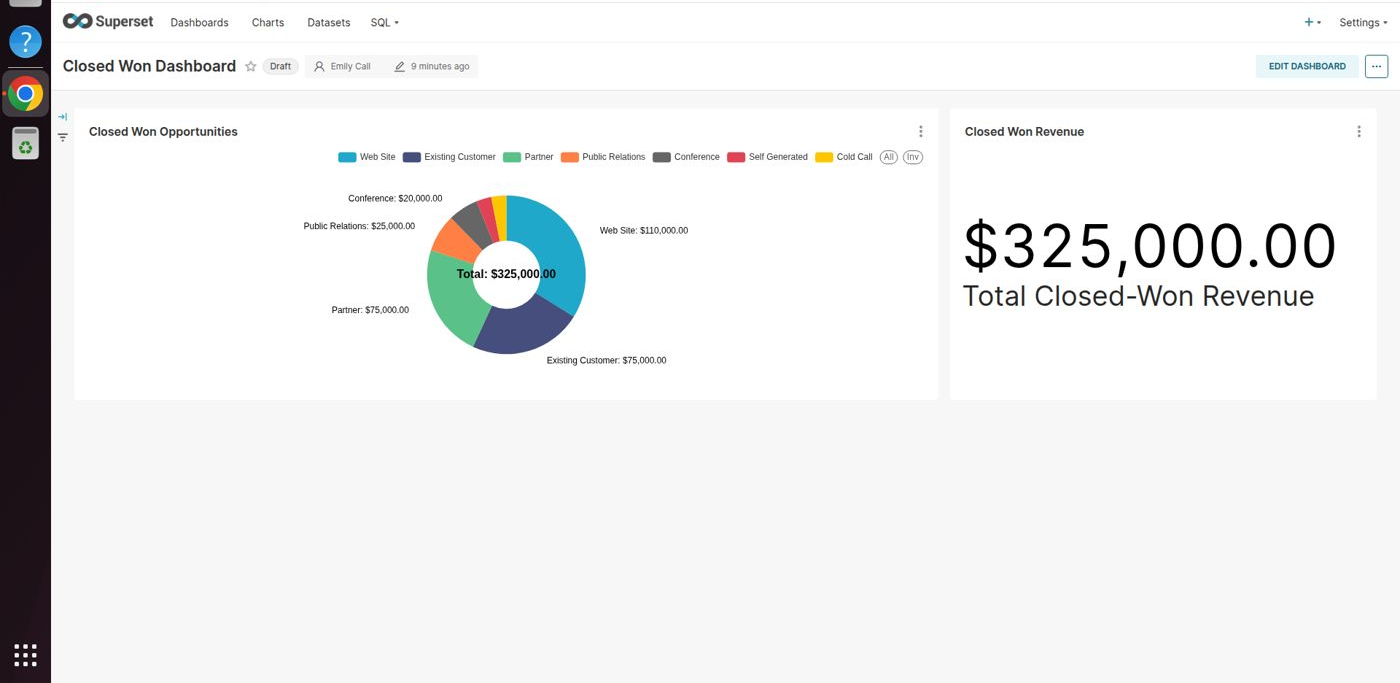 Superset Dashboards Charts Datasets SQL + Settings
Closed Won Dashboard Draft Emily Call 9 minutes ago EDIT DASHBOARD ...
Closed Won Opportunities
Web Site Existing Customer Partner Public Relations Conference Self Generated Cold Call All Inv
Conference: $20,000.00
Public Relations: $25,000.00
Web Site: $110,000.00
Total: $325,000.00
Partner: $75,000.00
Existing Customer: $75,000.00
Closed Won Revenue
$325,000.00
Total Closed-Won Revenue